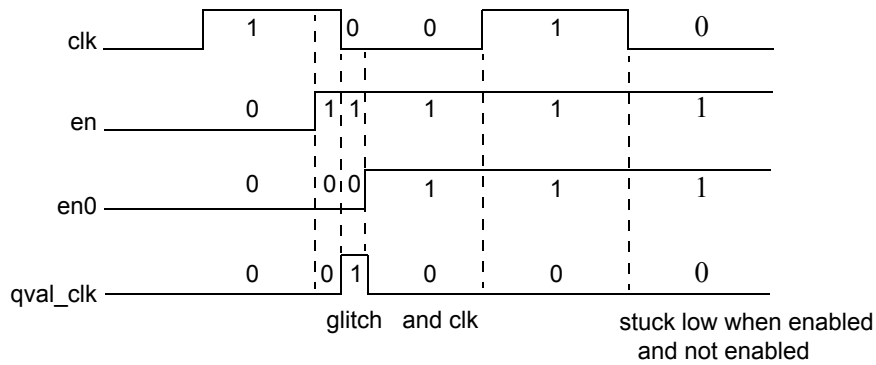 clk 1 0 0 1 0
en 0 1 1 1 1 1
en0 0 0 0 1 1 1
qval_clk 0 0 1 0 0 0
glitch and clk stuck low when enabled
and not enabled